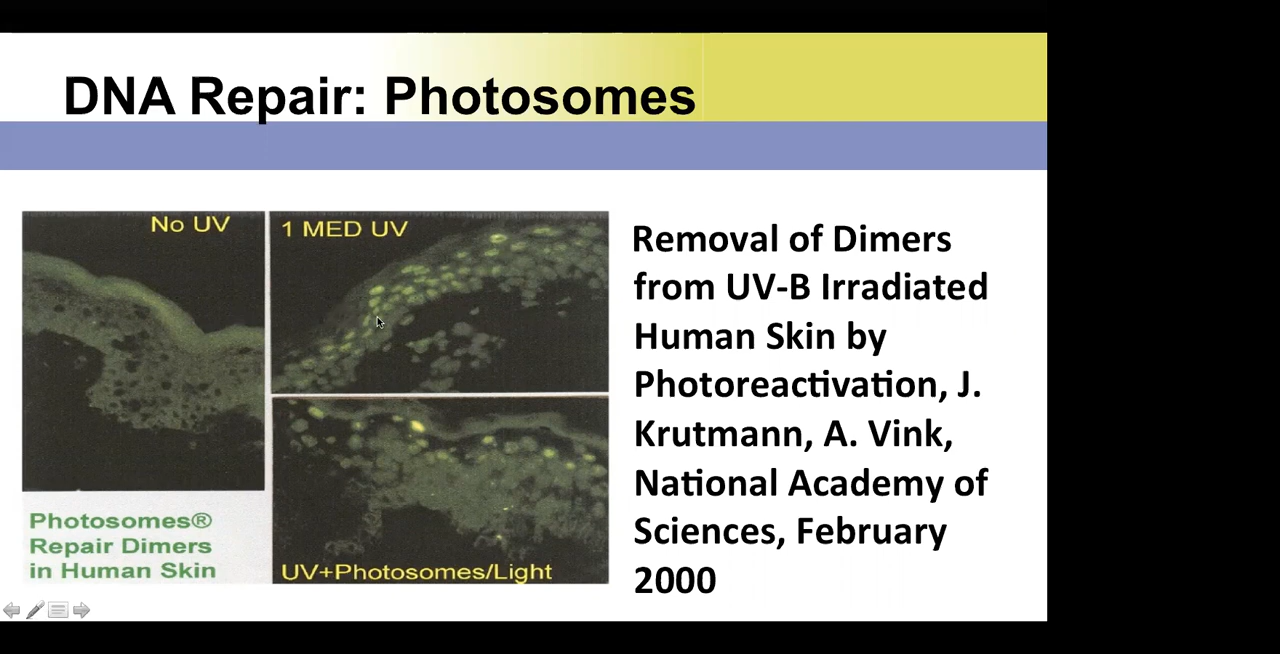 DNA Repair: Photosomes
No UV
1 MED UV
Photosomes®
Repair Dimers
in Human Skin
UV+Photosomes/Light
Removal of Dimers
from UV-B Irradiated
Human Skin by
Photoreactivation, J.
Krutmann, A. Vink,
National Academy of
Sciences, February
2000